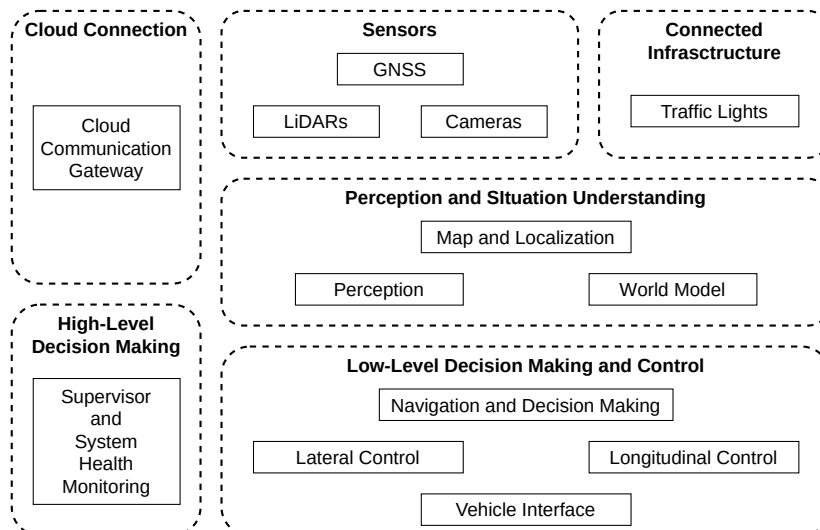 Cloud Connection
Cloud
Communication
Gateway
Sensors
GNSS
LiDARs
Cameras
Connected
Infrasctructure
Traffic Lights
Perception and SItuation Understanding
Map and Localization
Perception
World Model
High-Level
Decision Making
Supervisor
and
System
Health
Monitoring
Low-Level Decision Making and Control
Navigation and Decision Making
Lateral Control
Longitudinal Control
Vehicle Interface